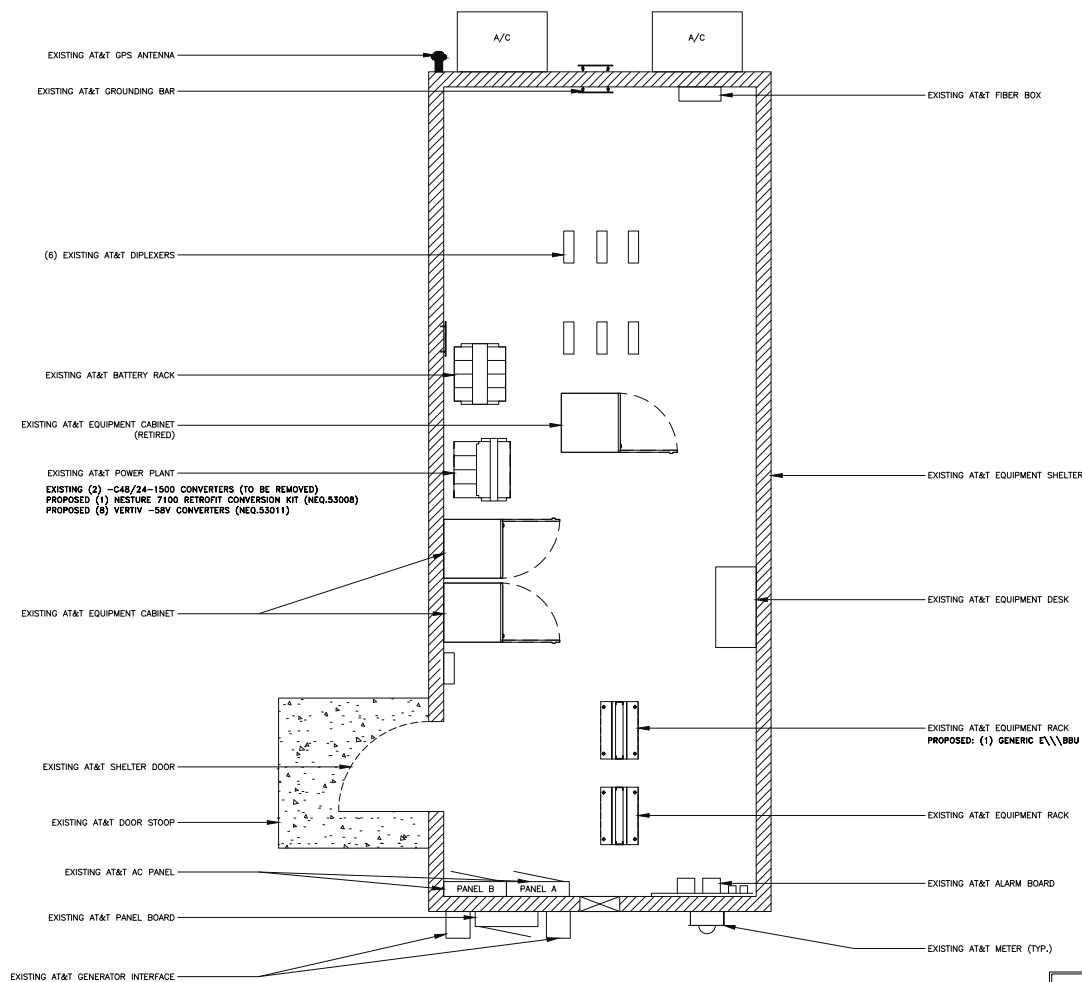 A/C
A/C
EXISTING AT&T GPS ANTENNA
EXISTING AT&T GROUNDING BAR
EXISTING AT&T FIBER BOX
(6) EXISTING AT&T DIPLEXERS
EXISTING AT&T BATTERY RACK
EXISTING AT&T EQUIPMENT CABINET
(RETIRED)
EXISTING AT&T POWER PLANT
EXISTING (2) -C48/24-1500 CONVERTERS (TO BE REMOVED)
PROPOSED (1) NESTURE 7100 RETROFIT CONVERSION KIT (NEQ.53008)
PROPOSED (8) VERTIV -58V CONVERTERS (NEQ.53011)
EXISTING AT&T EQUIPMENT SHELTER
EXISTING AT&T EQUIPMENT CABINET
EXISTING AT&T EQUIPMENT DESK
EXISTING AT&T EQUIPMENT RACK
PROPOSED: (1) GENERIC E\\\BBU
EXISTING AT&T SHELTER DOOR
EXISTING AT&T DOOR STOOP
EXISTING AT&T EQUIPMENT RACK
EXISTING AT&T AC PANEL
PANEL B
PANEL A
EXISTING AT&T ALARM BOARD
EXISTING AT&T PANEL BOARD
EXISTING AT&T METER (TYP.)
EXISTING AT&T GENERATOR INTERFACE